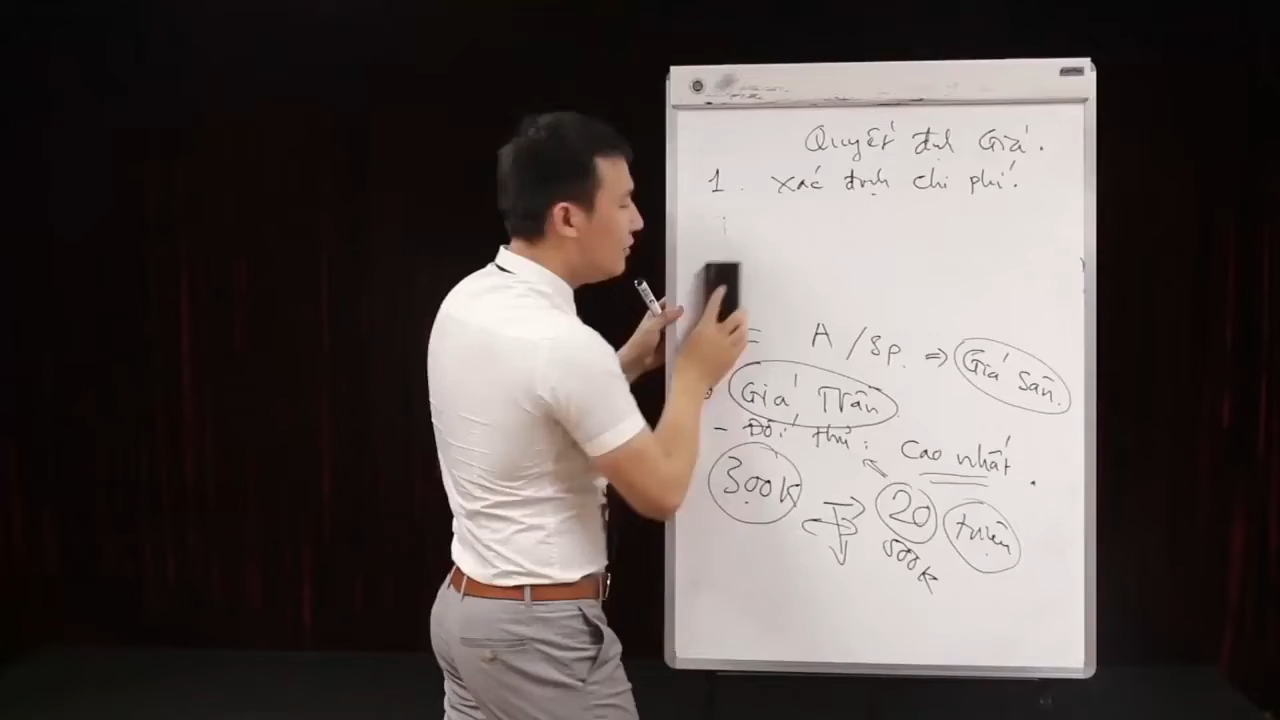 Quyết định Giá.
1. Xác định chi phí.
= A / Sp. => Giá Sàn.
Giá Trần.
- Đối thủ: Cao nhất.
300K 20 triệu
500K